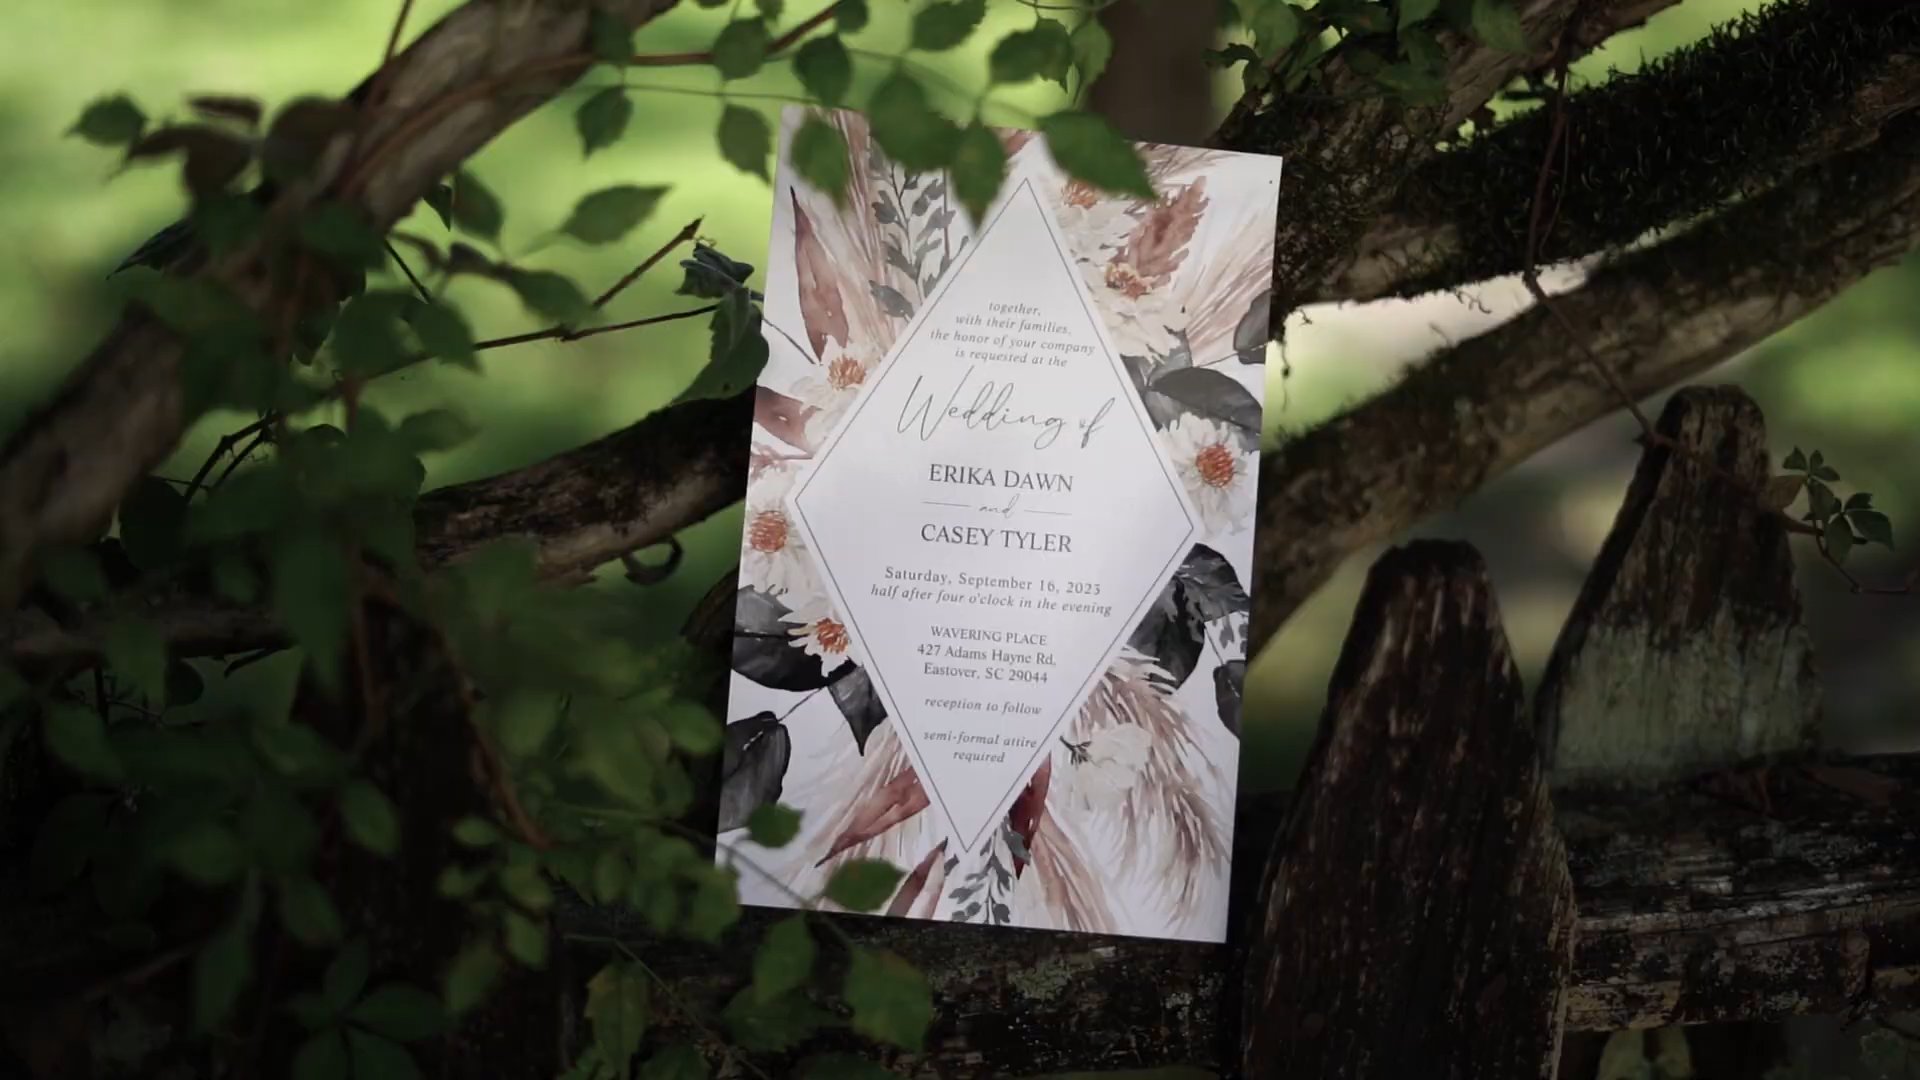 together,
with their families,
the honor of your company
is requested at the
Wedding of
ERIKA DAWN
and
CASEY TYLER
Saturday, September 16, 2023
half after four o'clock in the evening
WAVERING PLACE
427 Adams Hayne Rd,
Eastover, SC 29044
reception to follow
semi-formal attire
required